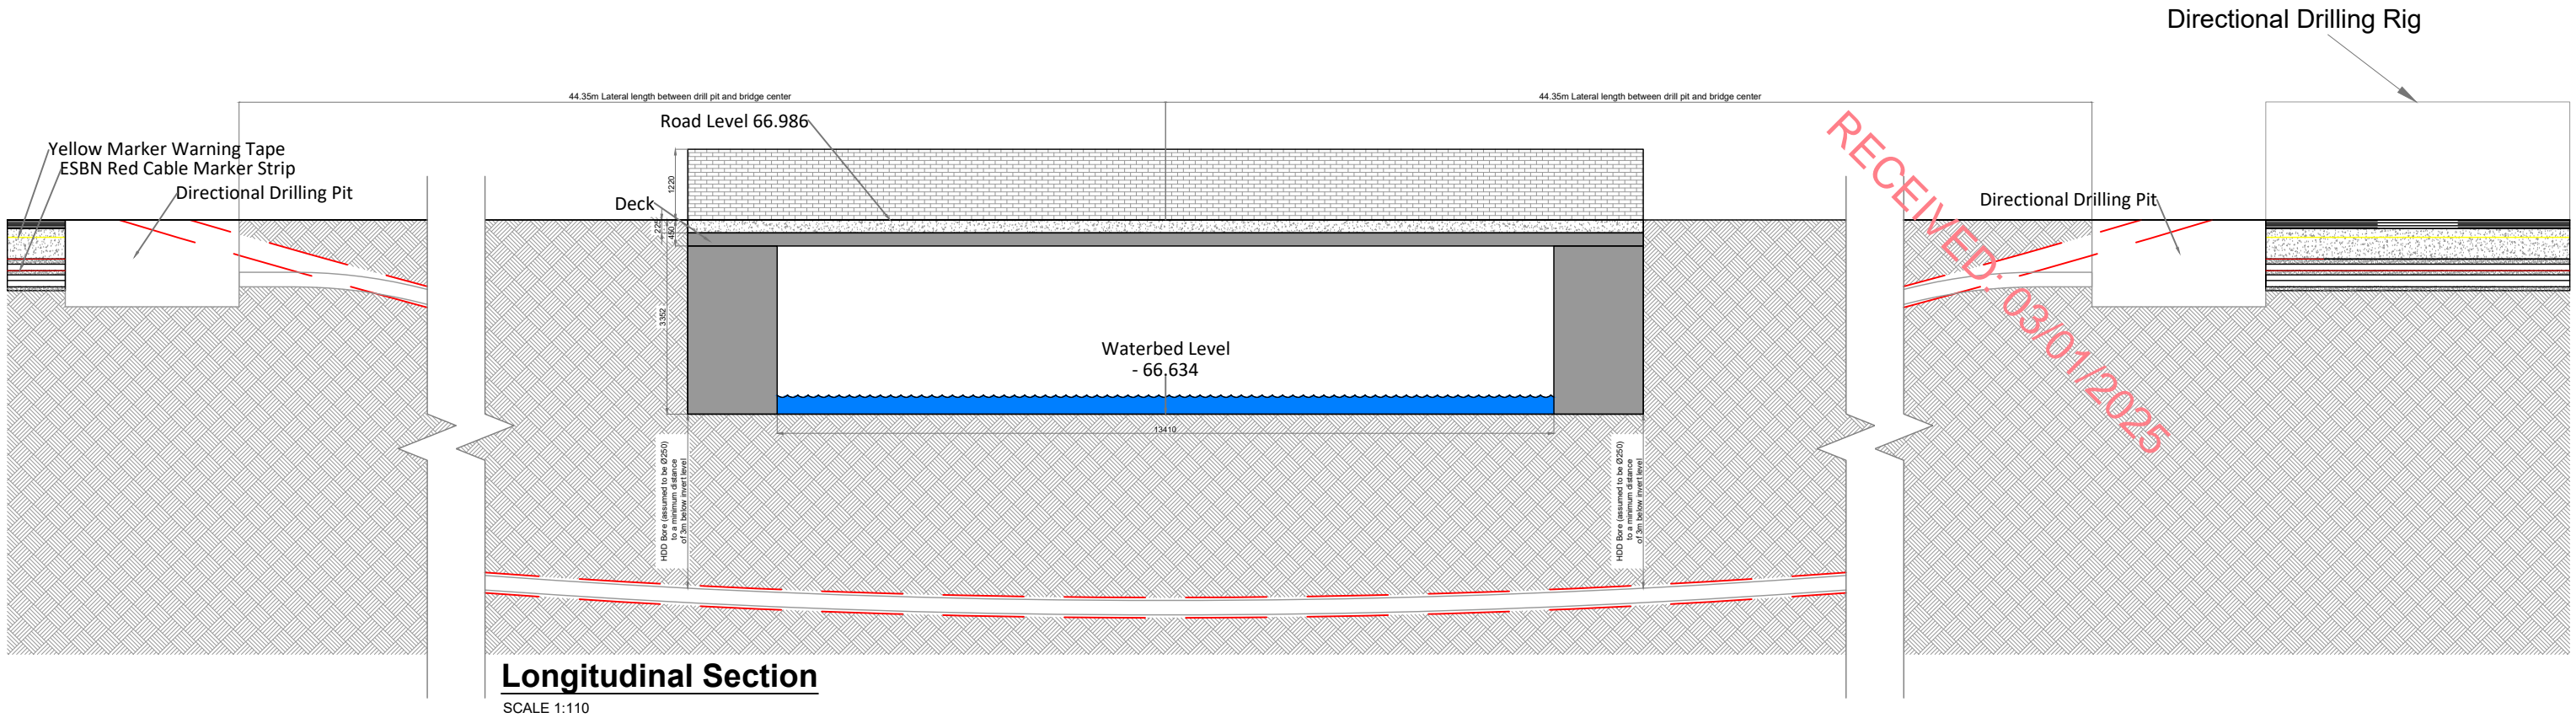 Directional Drilling Rig
44.35m Lateral length between drill pit and bridge center
44.35m Lateral length between drill pit and bridge center
Road Level 66.986
Yellow Marker Warning Tape
ESBN Red Cable Marker Strip
Directional Drilling Pit
Deck
1220
225
450
3352
Directional Drilling Pit
RECEIVED: 03/01/2025
Waterbed Level
- 66.634
13410
HDD Bore (assumed to be Ø250)
to a minimum distance
of 3m below invert level
HDD Bore (assumed to be Ø250)
to a minimum distance
of 3m below invert level
Longitudinal Section
SCALE 1:110